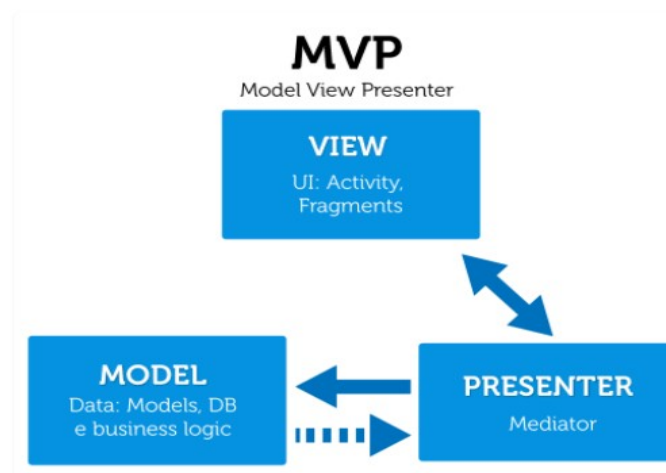 MVP
Model View Presenter
VIEW
UI: Activity,
Fragments
MODEL
Data: Models, DB
e business logic
PRESENTER
Mediator